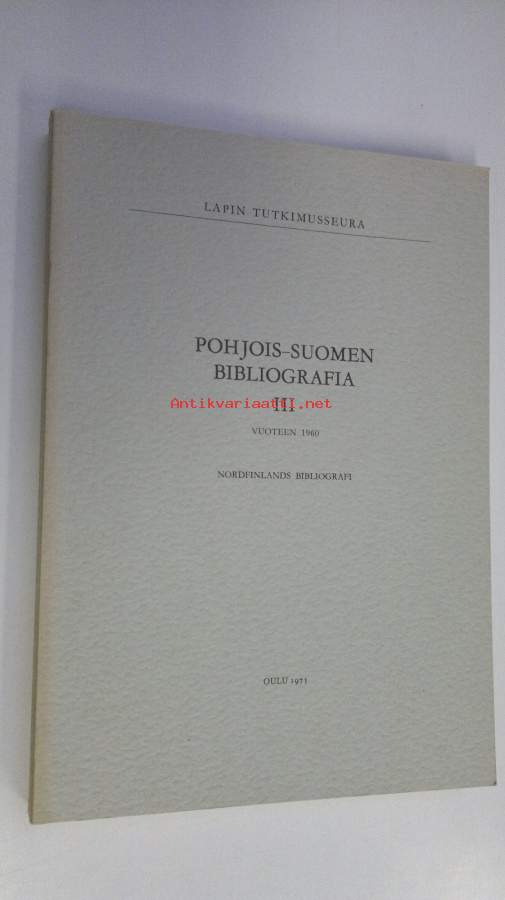 LAPIN TUTKIMUSSEURA
POHJOIS-SUOMEN
BIBLIOGRAFIA
III
Antikvariaatti.net
VUOTEEN 1960
NORDFINLANDS BIBLIOGRAFI
OULU 1971